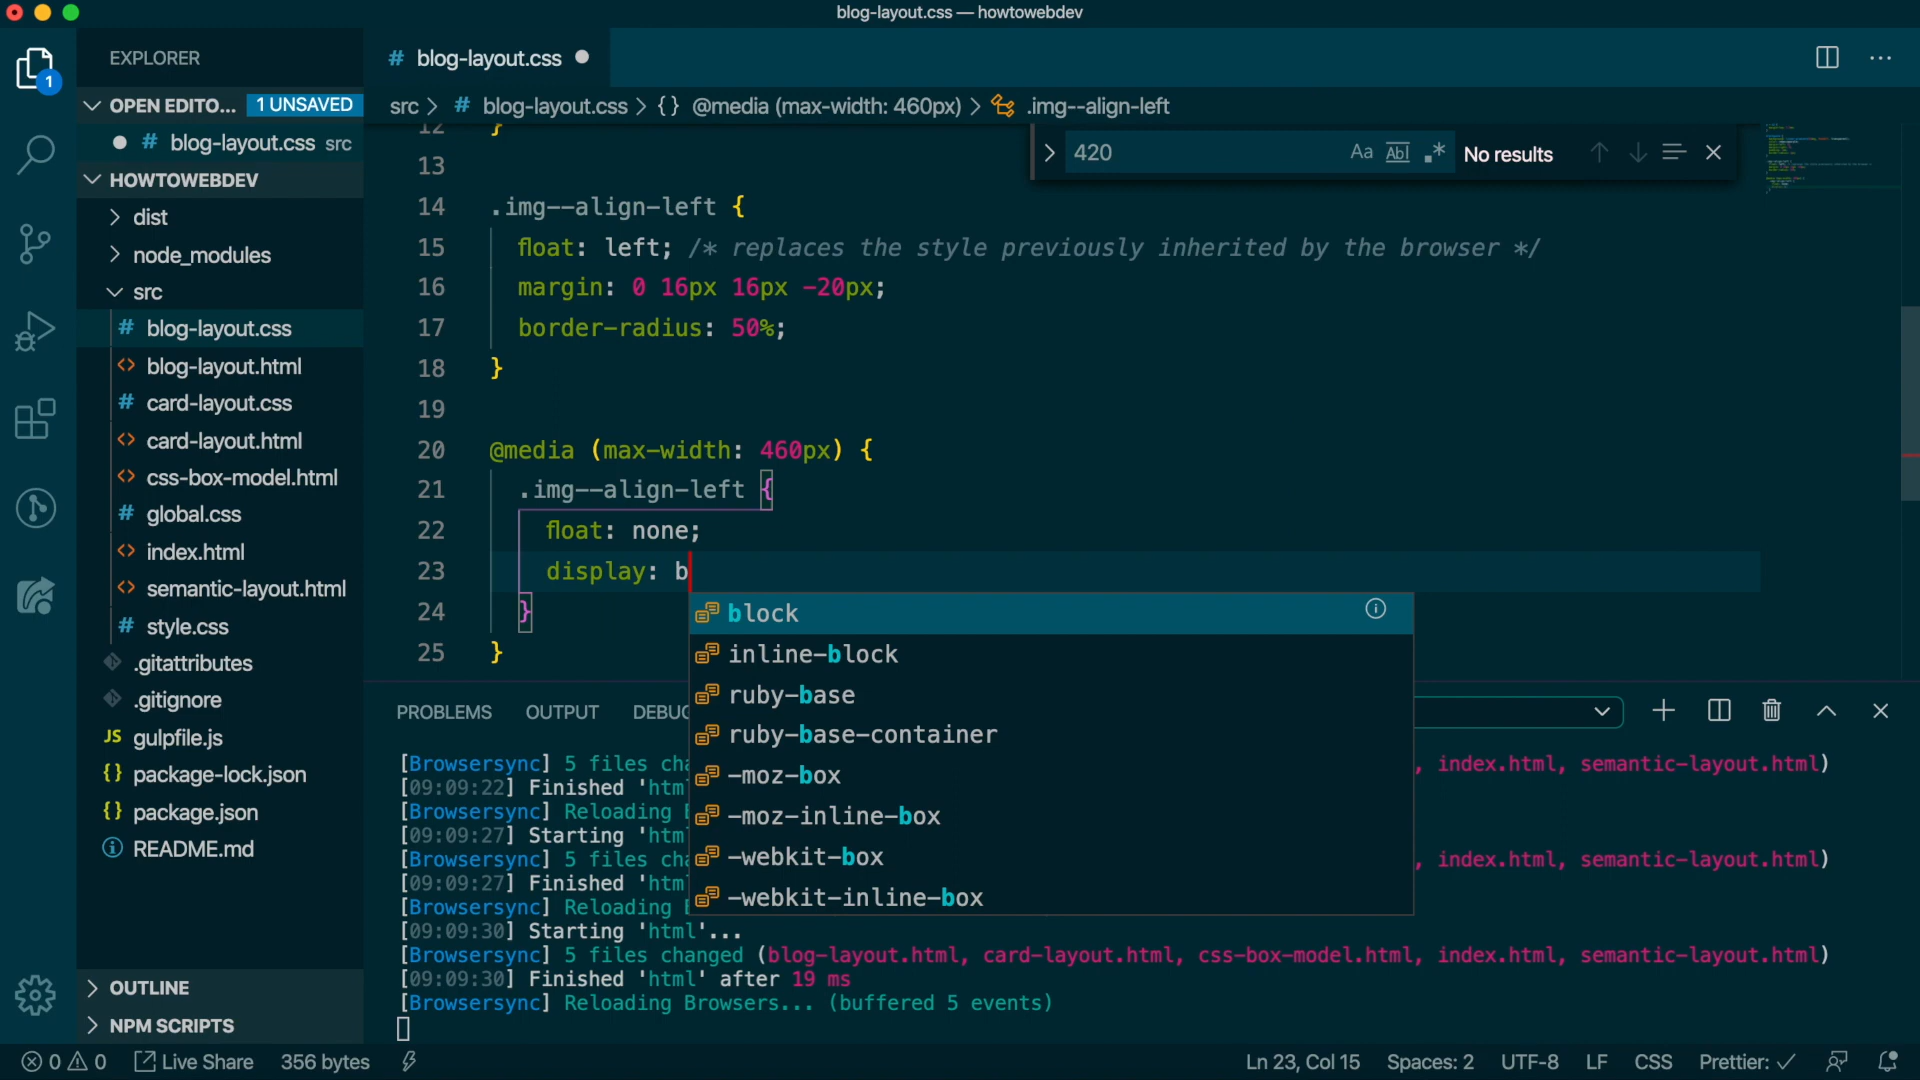 blog-layout.css — howtowebdev
1
EXPLORER
OPEN EDITO...
1 UNSAVED
# blog-layout.css src
HOWTOWEBDEV
dist
node_modules
src
# blog-layout.css
<> blog-layout.html
# card-layout.css
<> card-layout.html
<> css-box-model.html
# global.css
<> index.html
<> semantic-layout.html
# style.css
.gitattributes
.gitignore
JS gulpfile.js
{} package-lock.json
{} package.json
README.md
OUTLINE
NPM SCRIPTS
# blog-layout.css
src > # blog-layout.css > {} @media (max-width: 460px) > .img--align-left
420
Aa Abl .*
No results
12 }
13
14 .img--align-left {
15 float: left; /* replaces the style previously inherited by the browser */
16 margin: 0 16px 16px -20px;
17 border-radius: 50%;
18 }
19
20 @media (max-width: 460px) {
21 .img--align-left {
22 float: none;
23 display: b
24 }
25 }
block
inline-block
ruby-base
ruby-base-container
-moz-box
-moz-inline-box
-webkit-box
-webkit-inline-box
PROBLEMS OUTPUT DEBUG
[Browsersync] 5 files cha , index.html, semantic-layout.html)
[09:09:22] Finished 'html
[Browsersync] Reloading B
[09:09:27] Starting 'html
[Browsersync] 5 files cha , index.html, semantic-layout.html)
[09:09:27] Finished 'html
[Browsersync] Reloading B
[09:09:30] Starting 'html'...
[Browsersync] 5 files changed (blog-layout.html, card-layout.html, css-box-model.html, index.html, semantic-layout.html)
[09:09:30] Finished 'html' after 19 ms
[Browsersync] Reloading Browsers... (buffered 5 events)
0 0 Live Share 356 bytes Ln 23, Col 15 Spaces: 2 UTF-8 LF CSS Prettier: ✓